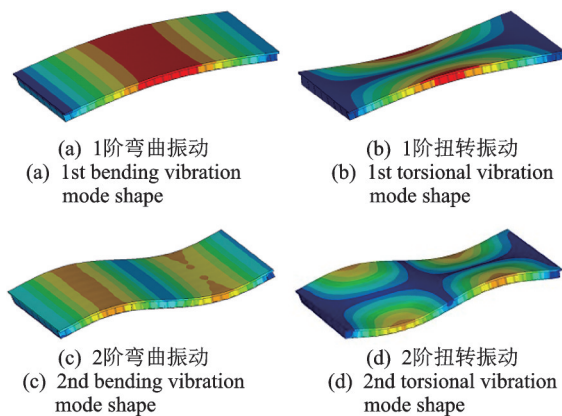 (a) 1阶弯曲振动
(a) 1st bending vibration
mode shape
(b) 1阶扭转振动
(b) 1st torsional vibration
mode shape
(c) 2阶弯曲振动
(c) 2nd bending vibration
mode shape
(d) 2阶扭转振动
(d) 2nd torsional vibration
mode shape